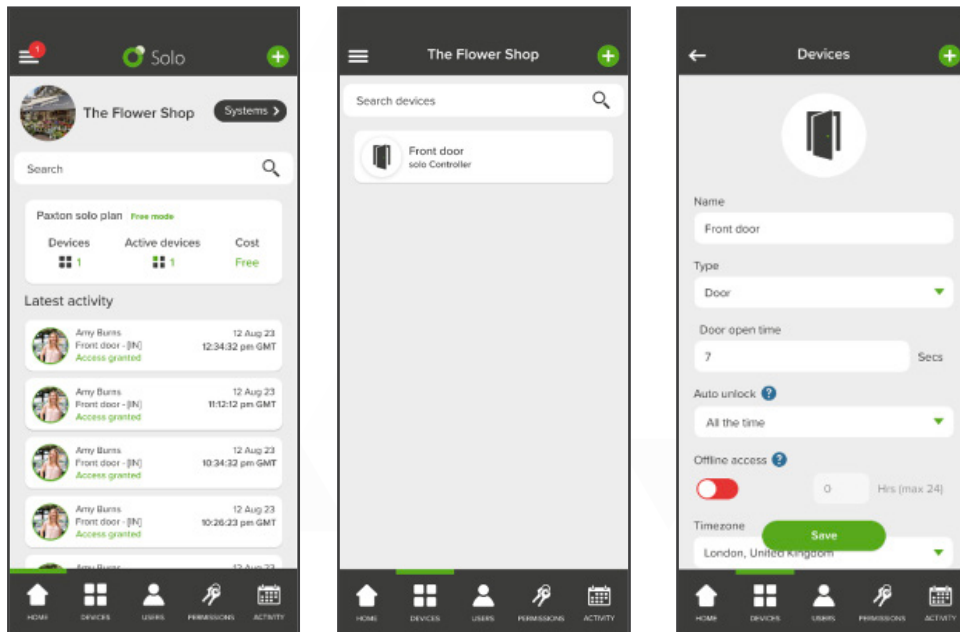 1
Solo
The Flower Shop
Systems >
Search
Paxton solo plan Free mode
Devices Active devices Cost
1 1 Free
Latest activity
Amy Burns 12 Aug 23
Front door - [IN] 12:34:32 pm GMT
Access granted
Amy Burns 12 Aug 23
Front door - [IN] 11:12:12 pm GMT
Access granted
Amy Burns 12 Aug 23
Front door - [IN] 10:34:32 pm GMT
Access granted
Amy Burns 12 Aug 23
Front door - [IN] 10:26:23 pm GMT
Access granted
Amy Burns 12 Aug 23
HOME DEVICES USERS PERMISSIONS ACTIVITY
The Flower Shop
Search devices
Front door
solo Controller
HOME DEVICES USERS PERMISSIONS ACTIVITY
Devices
Name
Front door
Type
Door
Door open time
7 Secs
Auto unlock ?
All the time
Offline access ?
0 Hrs (max 24)
Timezone
Save
London, United Kingdom
HOME DEVICES USERS PERMISSIONS ACTIVITY